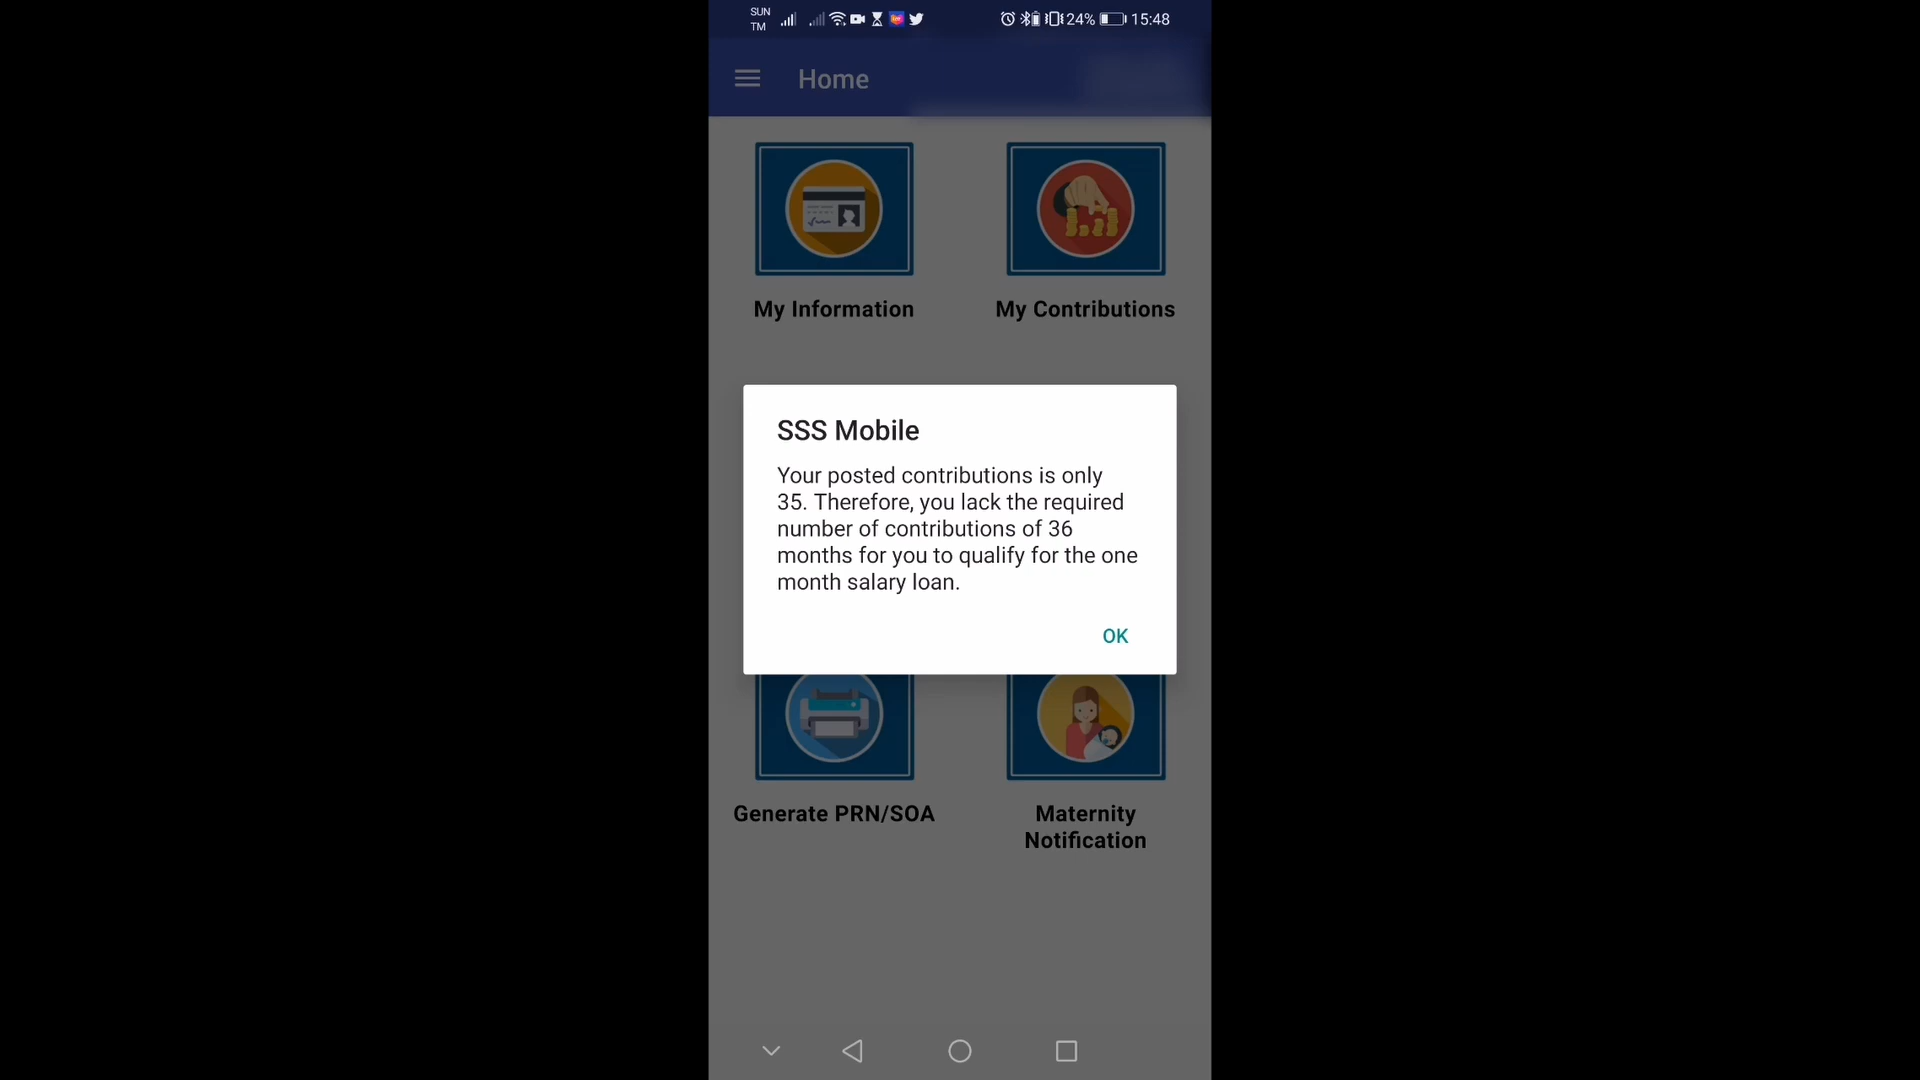 SUN
TM
24%
15:48
Home
My Information
My Contributions
SSS Mobile
Your posted contributions is only
35. Therefore, you lack the required
number of contributions of 36
months for you to qualify for the one
month salary loan.
OK
Generate PRN/SOA
Maternity
Notification